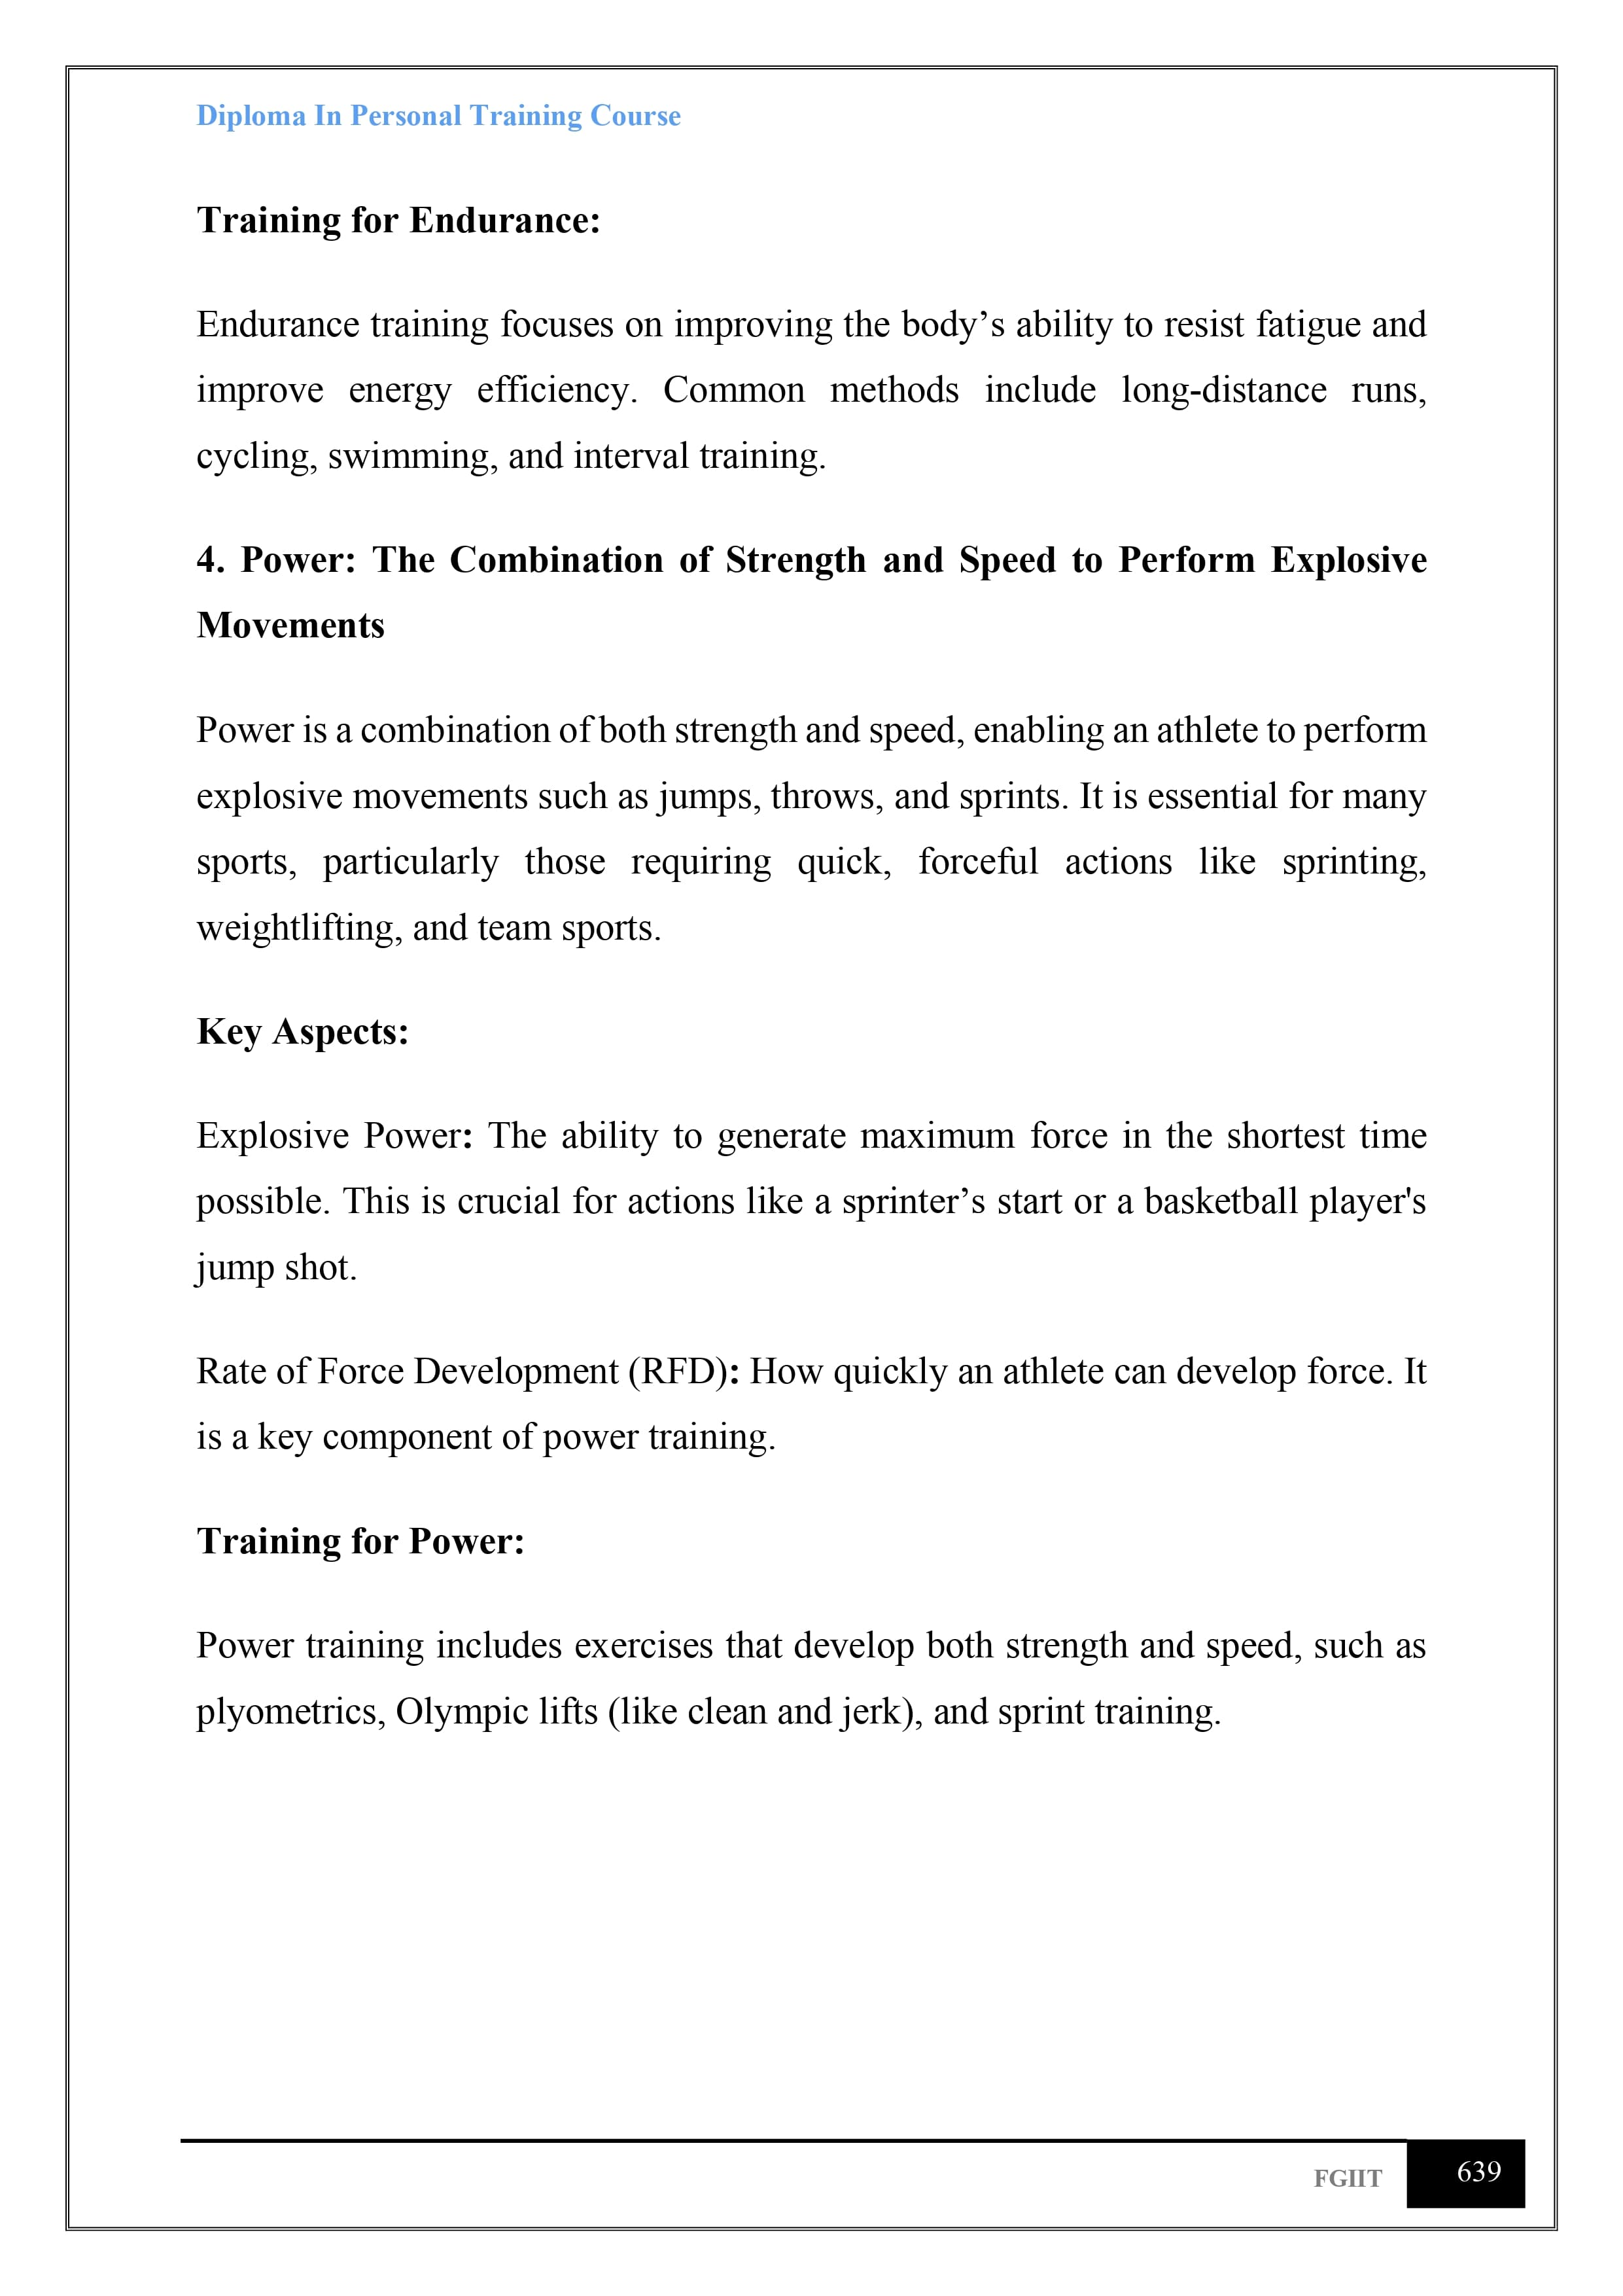 Diploma In Personal Training Course
Training for Endurance:
Endurance training focuses on improving the body’s ability to resist fatigue and
improve energy efficiency. Common methods include long-distance runs,
cycling, swimming, and interval training.
4. Power: The Combination of Strength and Speed to Perform Explosive
Movements
Power is a combination of both strength and speed, enabling an athlete to perform
explosive movements such as jumps, throws, and sprints. It is essential for many
sports, particularly those requiring quick, forceful actions like sprinting,
weightlifting, and team sports.
Key Aspects:
Explosive Power: The ability to generate maximum force in the shortest time
possible. This is crucial for actions like a sprinter’s start or a basketball player's
jump shot.
Rate of Force Development (RFD): How quickly an athlete can develop force. It
is a key component of power training.
Training for Power:
Power training includes exercises that develop both strength and speed, such as
plyometrics, Olympic lifts (like clean and jerk), and sprint training.
FGIIT 639